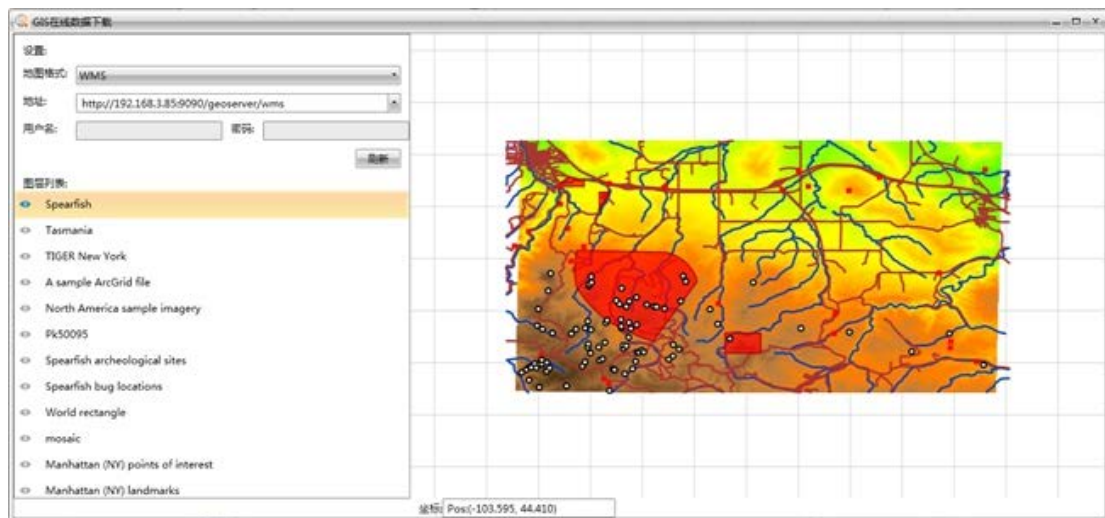 GIS在线数据下载
设置:
地图格式: WMS
地址: http://192.168.3.85:9090/geoserver/wms
用户名: 密码:
刷新
图层列表:
Spearfish
Tasmania
TIGER New York
A sample ArcGrid file
North America sample imagery
Pk50095
Spearfish archeological sites
Spearfish bug locations
World rectangle
mosaic
Manhattan (NY) points of interest
Manhattan (NY) landmarks
坐标: Pos:(-103.595, 44.410)